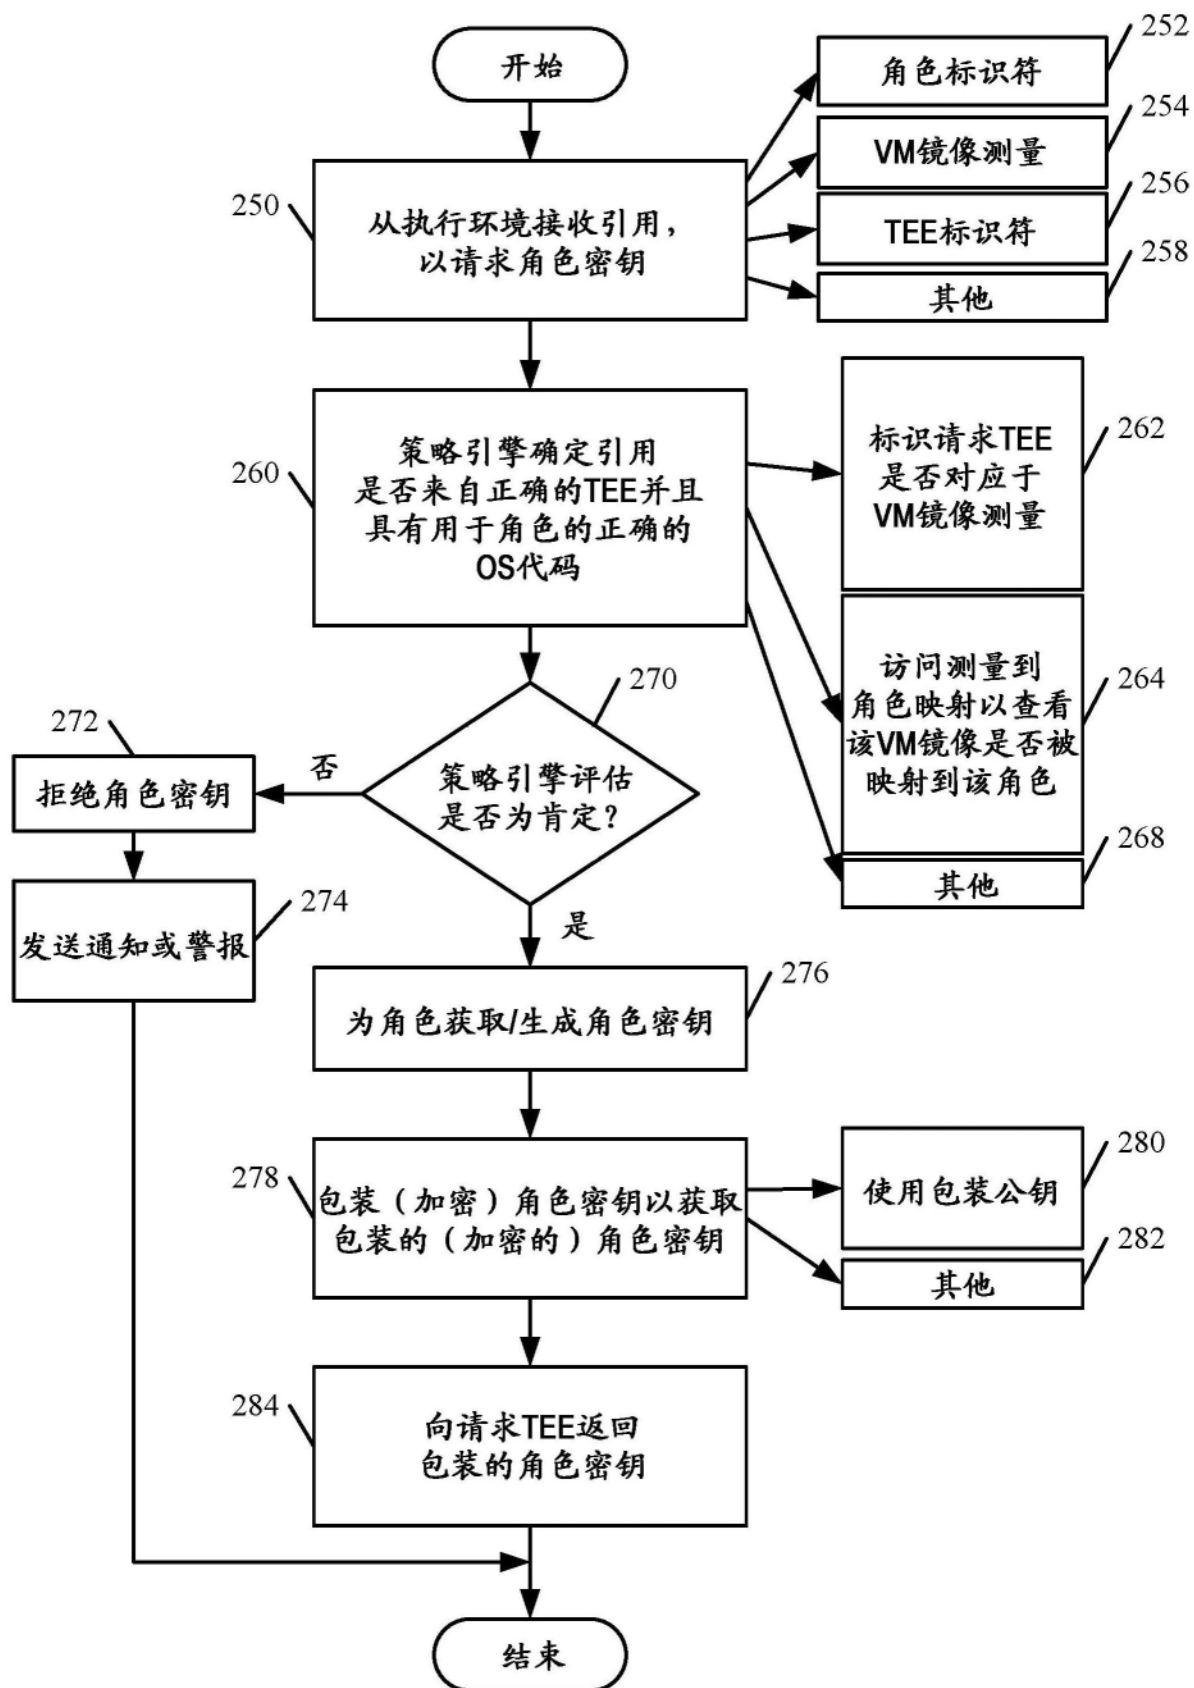 开始
252
角色标识符
254
VM镜像测量
256
TEE标识符
258
其他
250
从执行环境接收引用，
以请求角色密钥
260
策略引擎确定引用
是否来自正确的TEE并且
具有用于角色的正确的
OS代码
262
标识请求TEE
是否对应于
VM镜像测量
264
访问测量到
角色映射以查看
该VM镜像是否被
映射到该角色
268
其他
270
策略引擎评估
是否为肯定？
否
272
拒绝角色密钥
274
发送通知或警报
是
276
为角色获取/生成角色密钥
278
包装（加密）角色密钥以获取
包装的（加密的）角色密钥
280
使用包装公钥
282
其他
284
向请求TEE返回
包装的角色密钥
结束